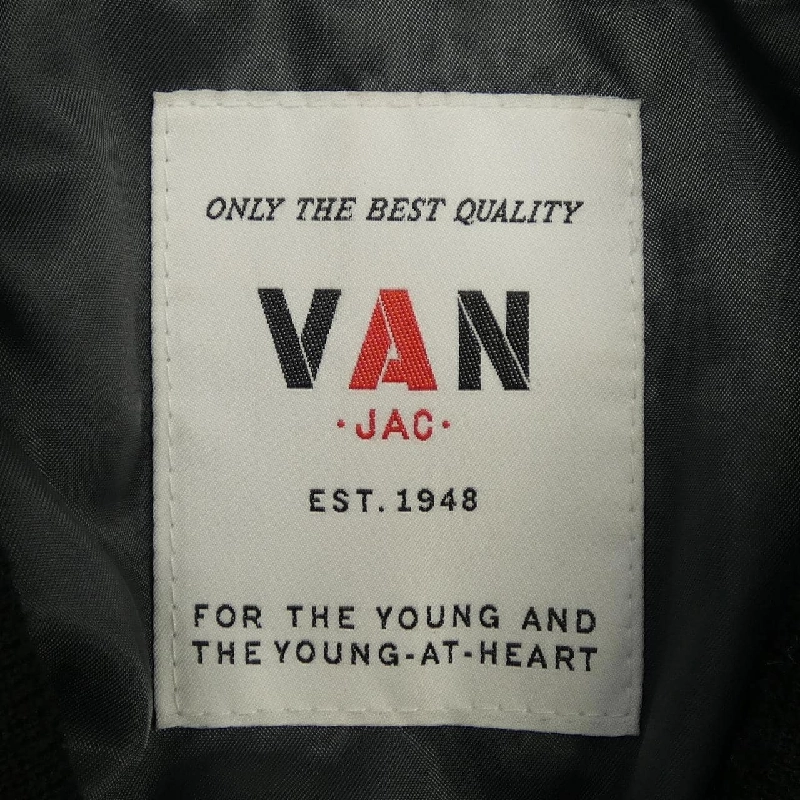 ONLY THE BEST QUALITY
VAN
·JAC·
EST. 1948
FOR THE YOUNG AND
THE YOUNG-AT-HEART